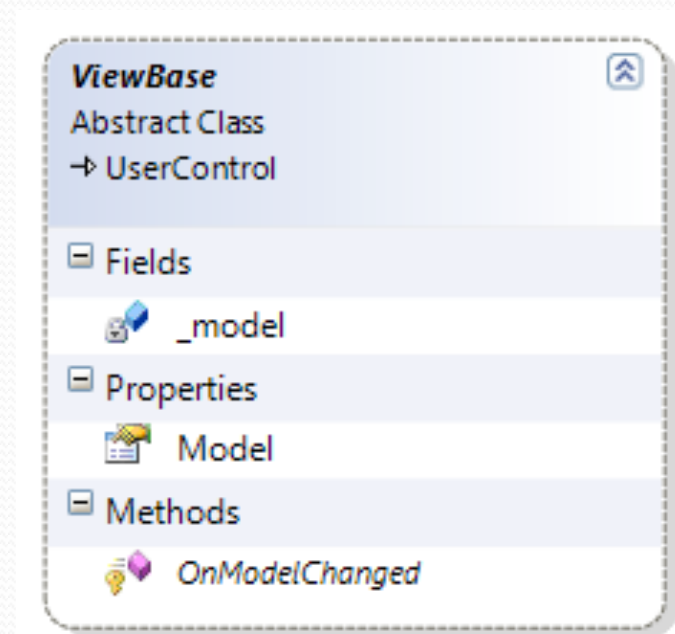 ViewBase
Abstract Class
UserControl
Fields
_model
Properties
Model
Methods
OnModelChanged